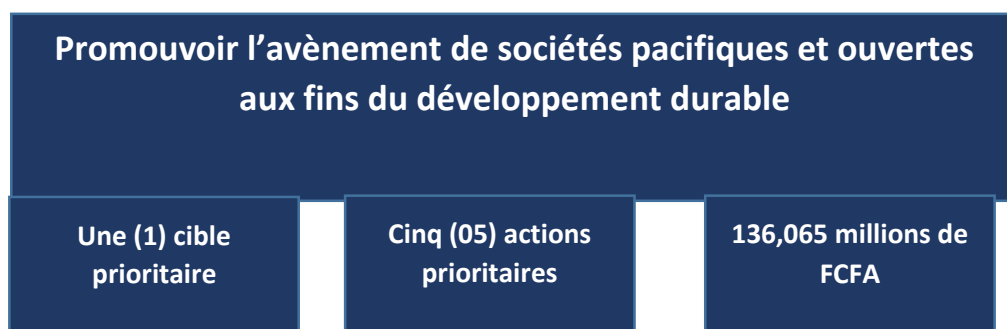 Promouvoir l’avènement de sociétés pacifiques et ouvertes
aux fins du développement durable
Une (1) cible
prioritaire
Cinq (05) actions
prioritaires
136,065 millions de
FCFA